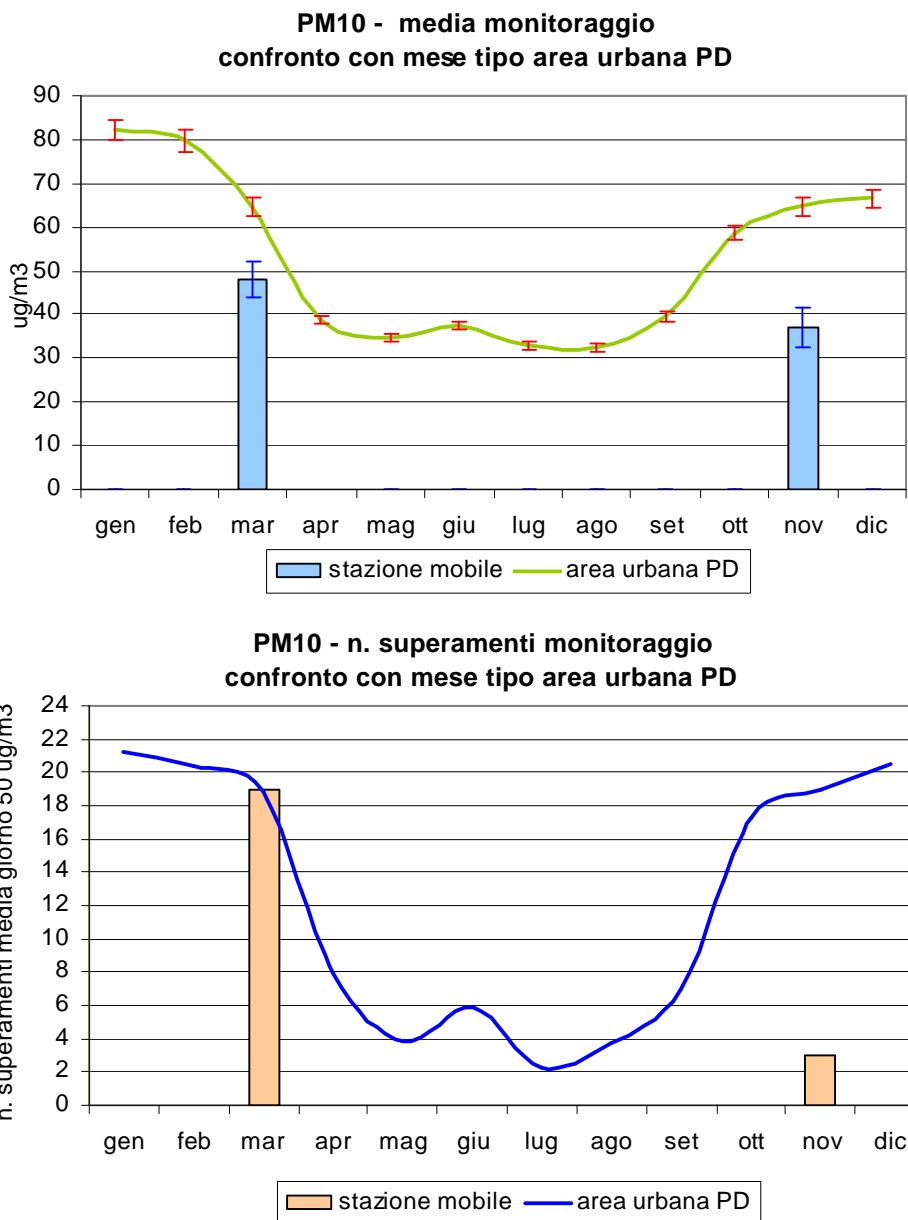 PM10 - media monitoraggio
confronto con mese tipo area urbana PD
90
80
70
60
50
40
30
20
10
0
ug/m3
gen feb mar apr mag giu lug ago set ott nov dic
stazione mobile area urbana PD
PM10 - n. superamenti monitoraggio
confronto con mese tipo area urbana PD
24
22
20
18
16
14
12
10
8
6
4
2
0
n. superamenti media giorno 50 ug/m3
gen feb mar apr mag giu lug ago set ott nov dic
stazione mobile area urbana PD